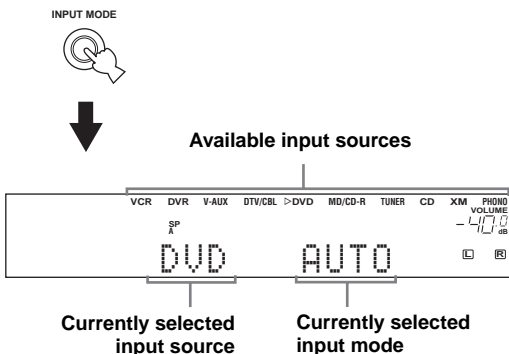 INPUT MODE
Available input sources
VCR DVR V-AUX DTV/CBL ▷DVD MD/CD-R TUNER CD XM PHONO
VOLUME
SP
A
-40.0 dB
DVD AUTO
L R
Currently selected
input source
Currently selected
input mode